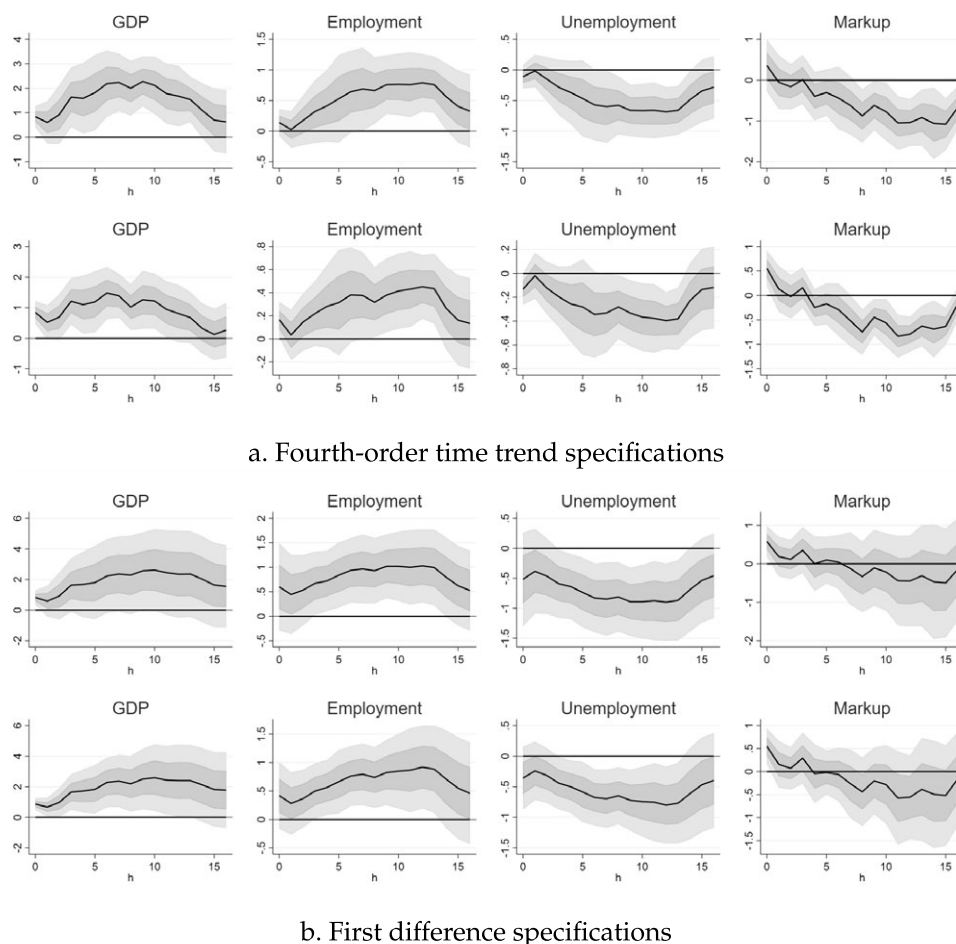 GDP Employment Unemployment Markup
4 1.5 .5 1
3 1 0 0
2 .5 -.5 -1
1 0 -1 -2
0 -.5 -1.5
-1
0 5 10 15 0 5 10 15 0 5 10 15 0 5 10 15
h h h h
GDP Employment Unemployment Markup
3 .8 .2 1
2 .6 0 .5
1 .4 -.2 0
0 .2 -.4 -.5
-1 0 -.6 -1
-.2 -.8 -1.5
0 5 10 15 0 5 10 15 0 5 10 15 0 5 10 15
h h h h
a. Fourth-order time trend specifications
GDP Employment Unemployment Markup
6 2 .5 1
4 1.5 0 0
2 1 -.5 -1
0 .5 -1 -2
-2 0 -1.5
-.5
0 5 10 15 0 5 10 15 0 5 10 15 0 5 10 15
h h h h
GDP Employment Unemployment Markup
6 1.5 .5 1
4 1 0 .5
2 .5 -.5 0
0 0 -1 -.5
-2 -.5 -1.5 -1
-1.5
0 5 10 15 0 5 10 15 0 5 10 15 0 5 10 15
h h h h
b. First difference specifications